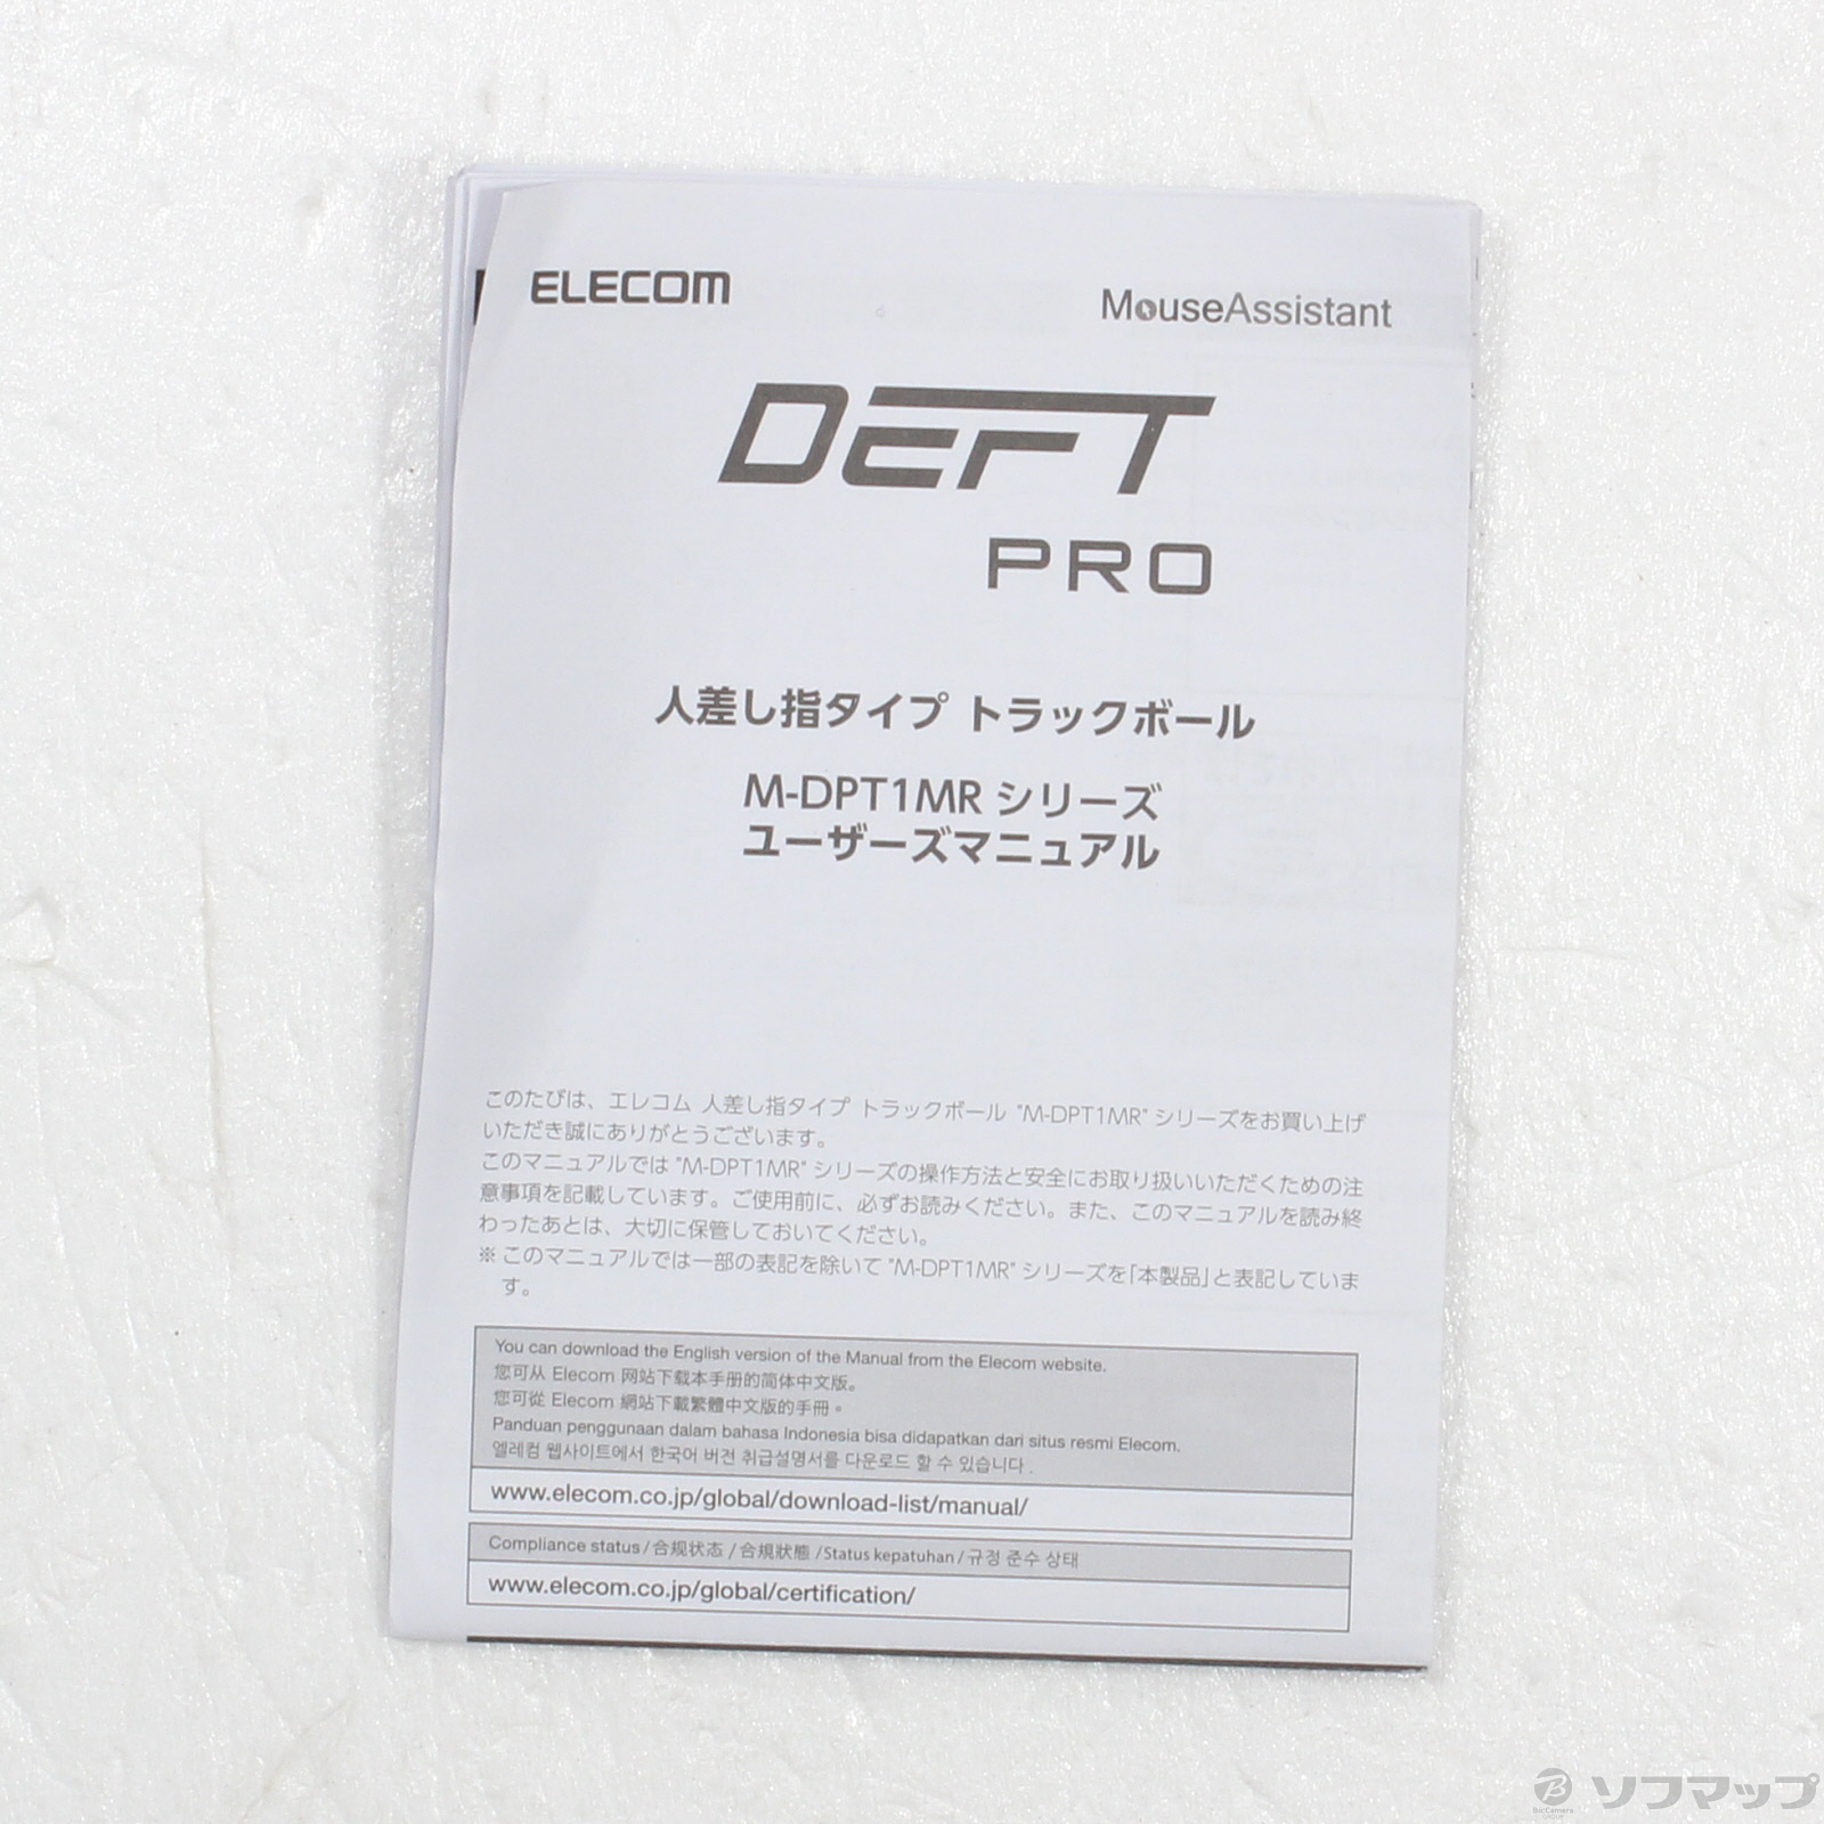 ELECOM
MouseAssistant
DEFT
PRO
人差し指タイプ トラックボール
M-DPT1MR シリーズ
ユーザーズマニュアル
このたびは、エレコム 人差し指タイプ トラックボール "M-DPT1MR" シリーズをお買い上げ
いただき誠にありがとうございます。
このマニュアルでは "M-DPT1MR" シリーズの操作方法と安全にお取り扱いいただくための注
意事項を記載しています。ご使用前に、必ずお読みください。また、このマニュアルを読み終
わったあとは、大切に保管しておいてください。
※ このマニュアルでは一部の表記を除いて "M-DPT1MR" シリーズを「本製品」と表記していま
す。
You can download the English version of the Manual from the Elecom website.
您可从 Elecom 网站下载本手册的简体中文版。
您可從 Elecom 網站下載繁體中文版的手冊。
Panduan penggunaan dalam bahasa Indonesia bisa didapatkan dari situs resmi Elecom.
엘레컴 웹사이트에서 한국어 버전 취급설명서를 다운로드 할 수 있습니다.
www.elecom.co.jp/global/download-list/manual/
Compliance status / 合规状态 / 合規狀態 / Status kepatuhan / 규정 준수 상태
www.elecom.co.jp/global/certification/
BicCamera
GROUP
ソフマップ